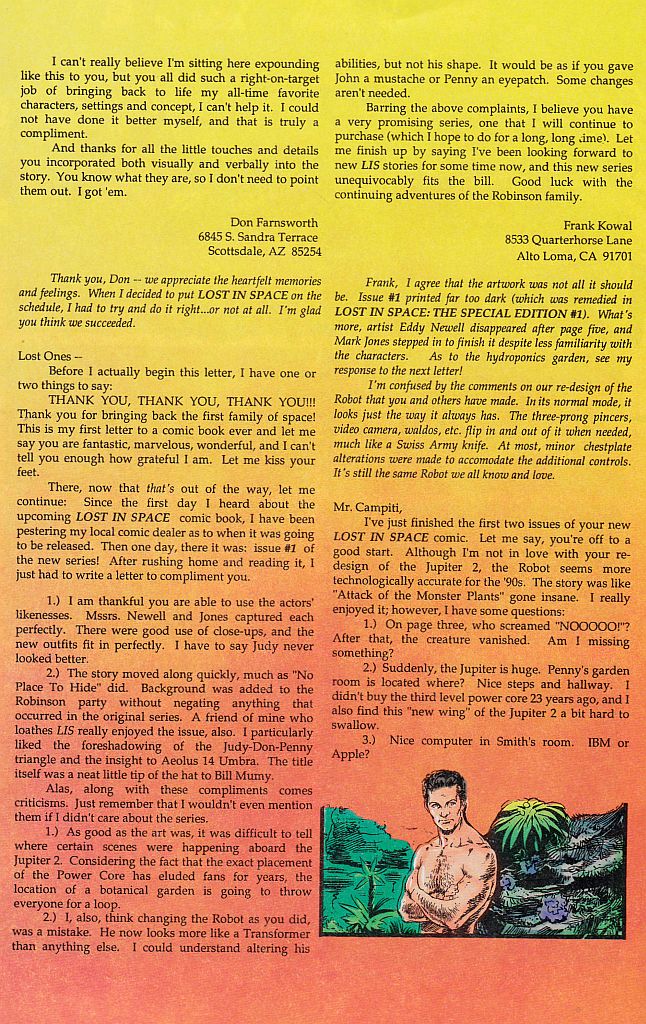 I can't really believe I'm sitting here expounding
like this to you, but you all did such a right-on-target
job of bringing back to life my all-time favorite
characters, settings and concept, I can't help it. I could
not have done it better myself, and that is truly a
compliment.
And thanks for all the little touches and details
you incorporated both visually and verbally into the
story. You know what they are, so I don't need to point
them out. I got 'em.
Don Farnsworth
6845 S. Sandra Terrace
Scottsdale, AZ 85254
Thank you, Don -- we appreciate the heartfelt memories
and feelings. When I decided to put LOST IN SPACE on the
schedule, I had to try and do it right...or not at all. I'm glad
you think we succeeded.
Lost Ones --
Before I actually begin this letter, I have one or
two things to say:
THANK YOU, THANK YOU, THANK YOU!!!
Thank you for bringing back the first family of space!
This is my first letter to a comic book ever and let me
say you are fantastic, marvelous, wonderful, and I can't
tell you enough how grateful I am. Let me kiss your
feet.
There, now that that's out of the way, let me
continue: Since the first day I heard about the
upcoming LOST IN SPACE comic book, I have been
pestering my local comic dealer as to when it was going
to be released. Then one day, there it was: issue #1 of
the new series! After rushing home and reading it, I
just had to write a letter to compliment you.
1.) I am thankful you are able to use the actors'
likenesses. Mssrs. Newell and Jones captured each
perfectly. There were good use of close-ups, and the
new outfits fit in perfectly. I have to say Judy never
looked better.
2.) The story moved along quickly, much as "No
Place To Hide" did. Background was added to the
Robinson party without negating anything that
occurred in the original series. A friend of mine who
loathes LIS really enjoyed the issue, also. I particularly
liked the foreshadowing of the Judy-Don-Penny
triangle and the insight to Aeolus 14 Umbra. The title
itself was a neat little tip of the hat to Bill Mumy.
Alas, along with these compliments comes
criticisms. Just remember that I wouldn't even mention
them if I didn't care about the series.
1.) As good as the art was, it was difficult to tell
where certain scenes were happening aboard the
Jupiter 2. Considering the fact that the exact placement
of the Power Core has eluded fans for years, the
location of a botanical garden is going to throw
everyone for a loop.
2.) I, also, think changing the Robot as you did,
was a mistake. He now looks more like a Transformer
than anything else. I could understand altering his
abilities, but not his shape. It would be as if you gave
John a mustache or Penny an eyepatch. Some changes
aren't needed.
Barring the above complaints, I believe you have
a very promising series, one that I will continue to
purchase (which I hope to do for a long, long .ime). Let
me finish up by saying I've been looking forward to
new LIS stories for some time now, and this new series
unequivocably fits the bill. Good luck with the
continuing adventures of the Robinson family.
Frank Kowal
8533 Quarterhorse Lane
Alto Loma, CA 91701
Frank, I agree that the artwork was not all it should
be. Issue #1 printed far too dark (which was remedied in
LOST IN SPACE: THE SPECIAL EDITION #1). What's
more, artist Eddy Newell disappeared after page five, and
Mark Jones stepped in to finish it despite less familiarity with
the characters. As to the hydroponics garden, see my
response to the next letter!
I'm confused by the comments on our re-design of the
Robot that you and others have made. In its normal mode, it
looks just the way it always has. The three-prong pincers,
video camera, waldos, etc. flip in and out of it when needed,
much like a Swiss Army knife. At most, minor chestplate
alterations were made to accomodate the additional controls.
It's still the same Robot we all know and love.
Mr. Campiti,
I've just finished the first two issues of your new
LOST IN SPACE comic. Let me say, you're off to a
good start. Although I'm not in love with your re-
design of the Jupiter 2, the Robot seems more
technologically accurate for the '90s. The story was like
"Attack of the Monster Plants" gone insane. I really
enjoyed it; however, I have some questions:
1.) On page three, who screamed "NOOOOO!"?
After that, the creature vanished. Am I missing
something?
2.) Suddenly, the Jupiter is huge. Penny's garden
room is located where? Nice steps and hallway. I
didn't buy the third level power core 23 years ago, and I
also find this "new wing" of the Jupiter 2 a bit hard to
swallow.
3.) Nice computer in Smith's room. IBM or
Apple?